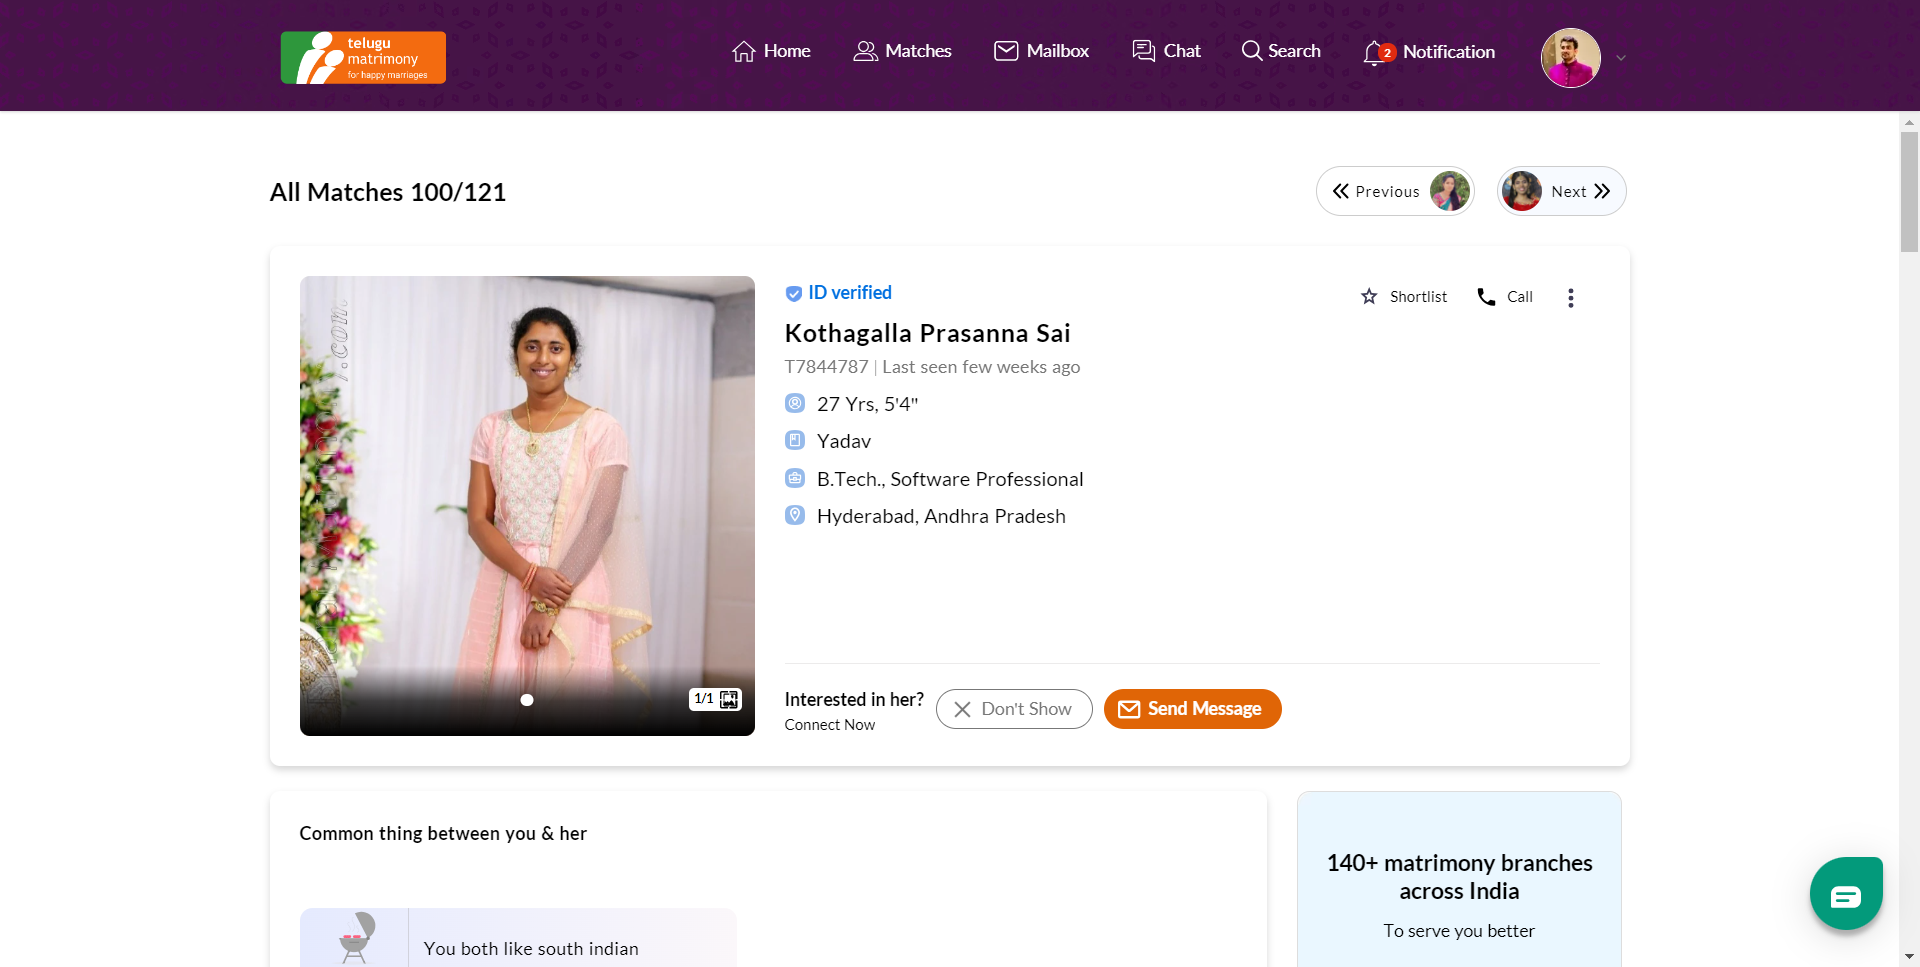 telugu
matrimony
for happy marriages
Home
Matches
Mailbox
Chat
Search
2
Notification
All Matches 100/121
Previous
Next
ID verified
Shortlist
Call
Kothagalla Prasanna Sai
T7844787 | Last seen few weeks ago
27 Yrs, 5'4"
Yadav
B.Tech., Software Professional
Hyderabad, Andhra Pradesh
1/1
Interested in her?
Connect Now
Don't Show
Send Message
Common thing between you & her
You both like south indian
140+ matrimony branches
across India
To serve you better